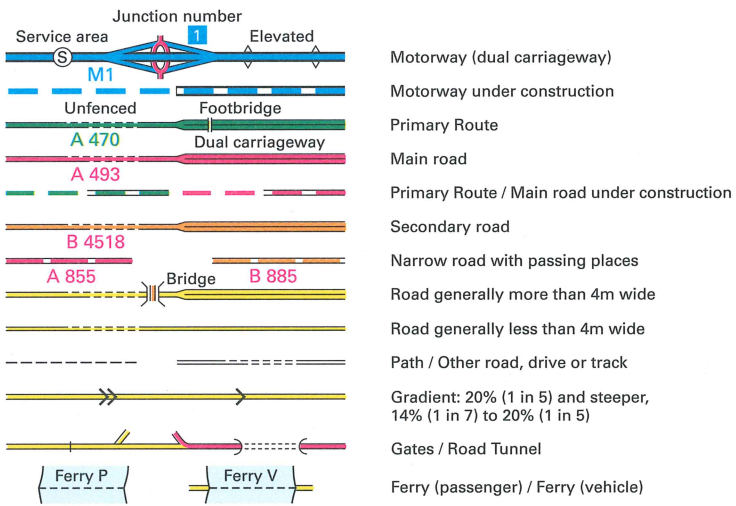 Junction number
Service area
1
Elevated
S
M1
Motorway (dual carriageway)
Motorway under construction
Unfenced
Footbridge
A 470
Primary Route
Dual carriageway
A 493
Main road
Primary Route / Main road under construction
B 4518
Secondary road
A 855
B 885
Narrow road with passing places
Bridge
Road generally more than 4m wide
Road generally less than 4m wide
Path / Other road, drive or track
Gradient: 20% (1 in 5) and steeper,
14% (1 in 7) to 20% (1 in 5)
Gates / Road Tunnel
Ferry P
Ferry V
Ferry (passenger) / Ferry (vehicle)